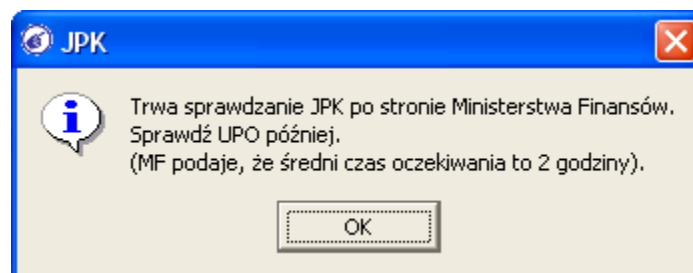 JPK
Trwa sprawdzanie JPK po stronie Ministerstwa Finansów.
Sprawdź UPO później.
(MF podaje, że średni czas oczekiwania to 2 godziny).
OK